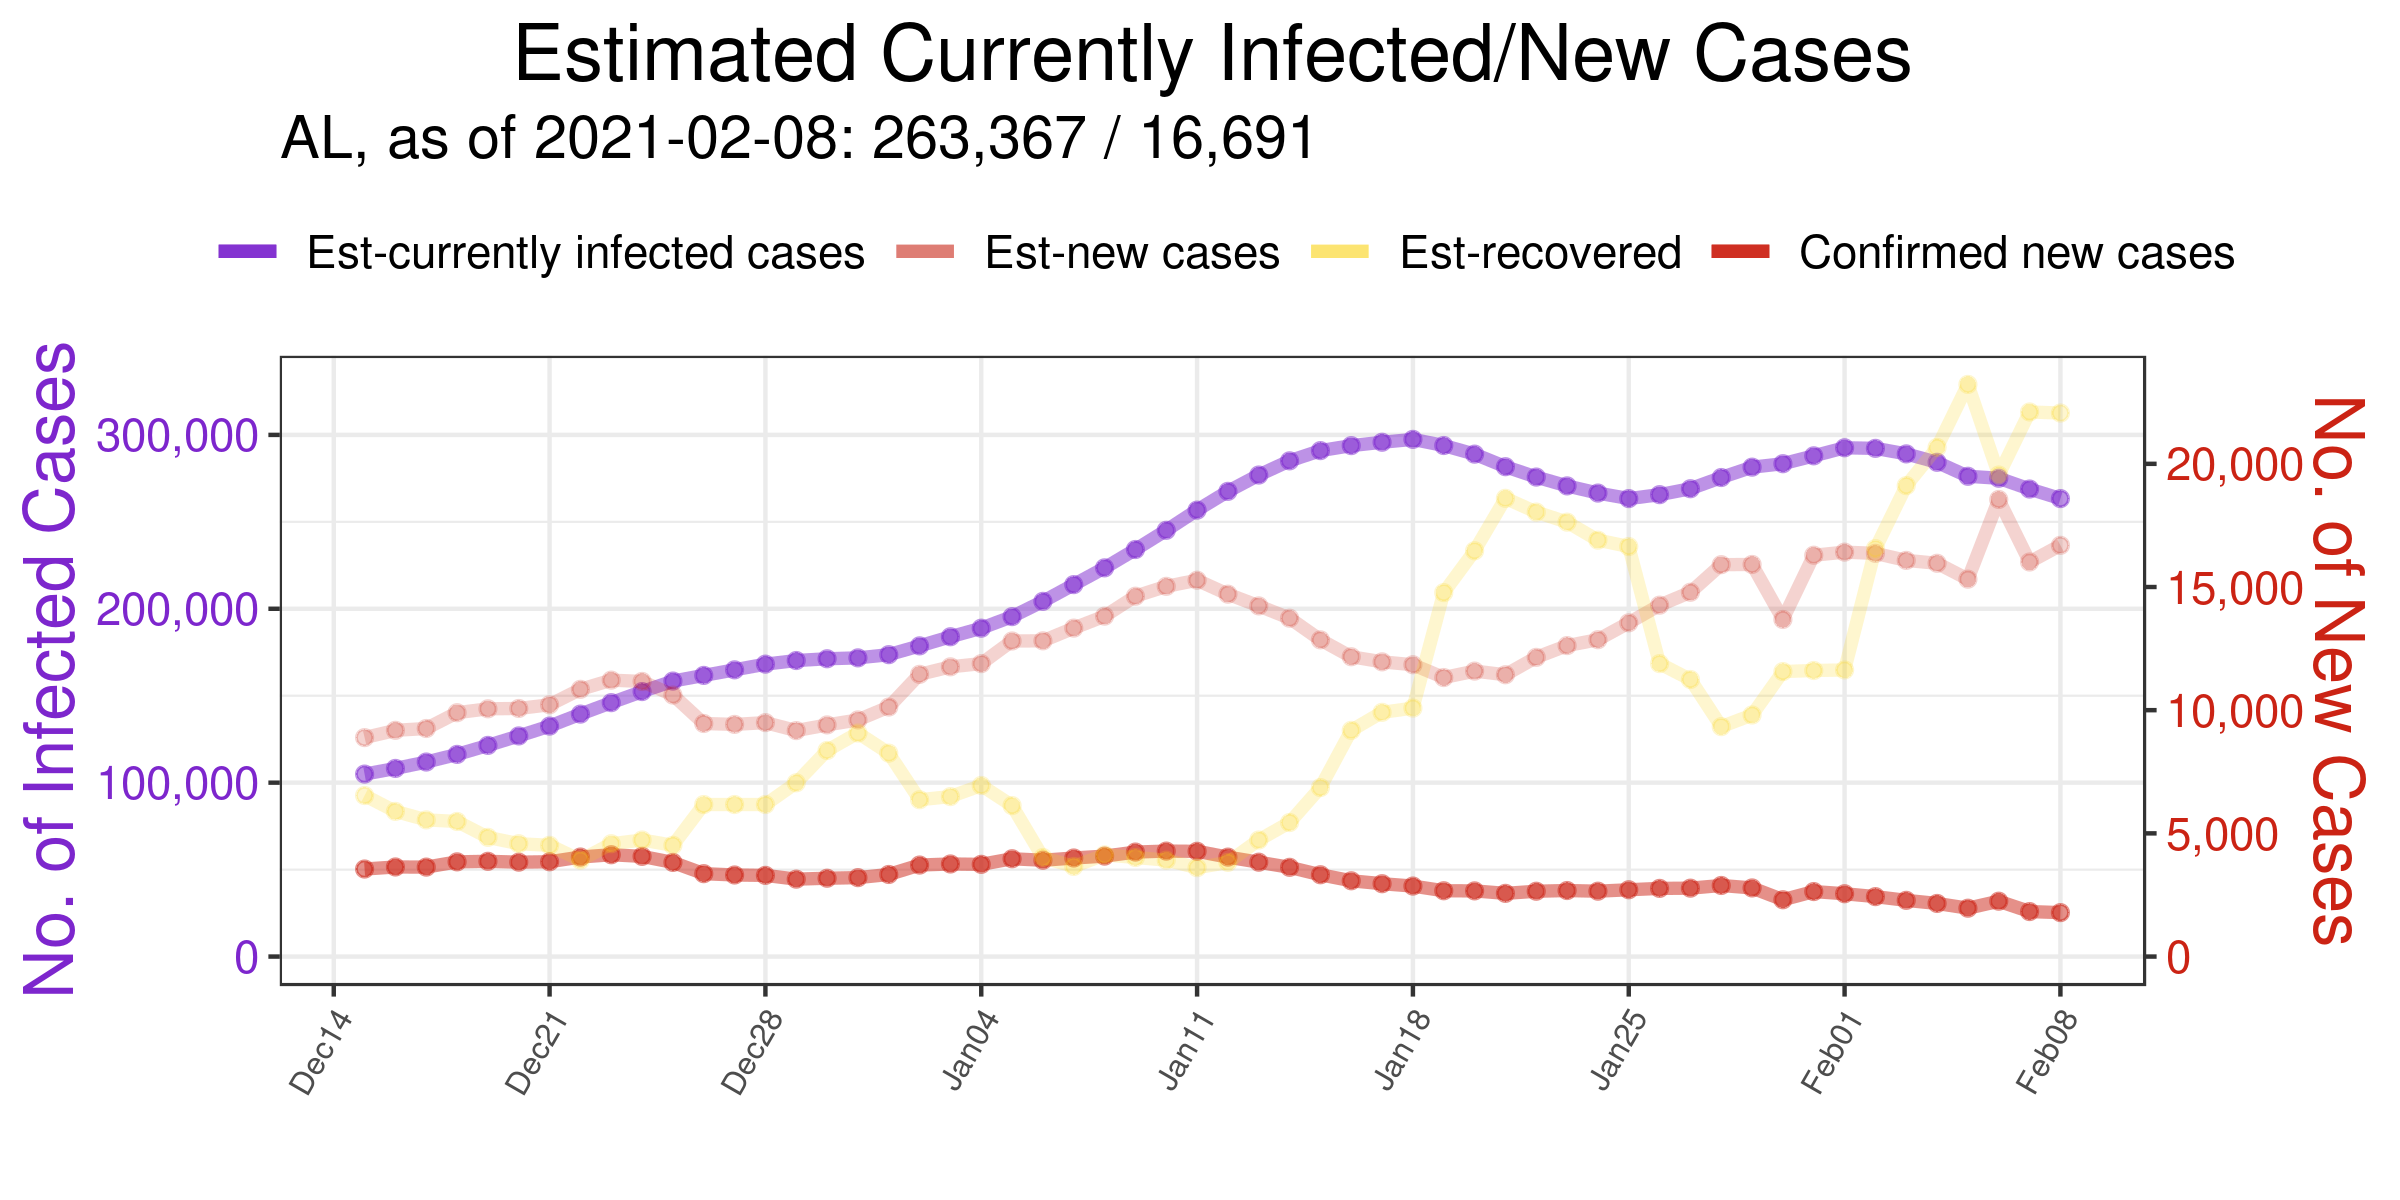 Estimated Currently Infected/New Cases
AL, as of 2021-02-08: 263,367 / 16,691
Est-currently infected cases
Est-new cases
Est-recovered
Confirmed new cases
No. of Infected Cases
300,000
200,000
100,000
0
20,000
15,000
10,000
5,000
0
No. of New Cases
Dec14
Dec21
Dec28
Jan04
Jan11
Jan18
Jan25
Feb01
Feb08